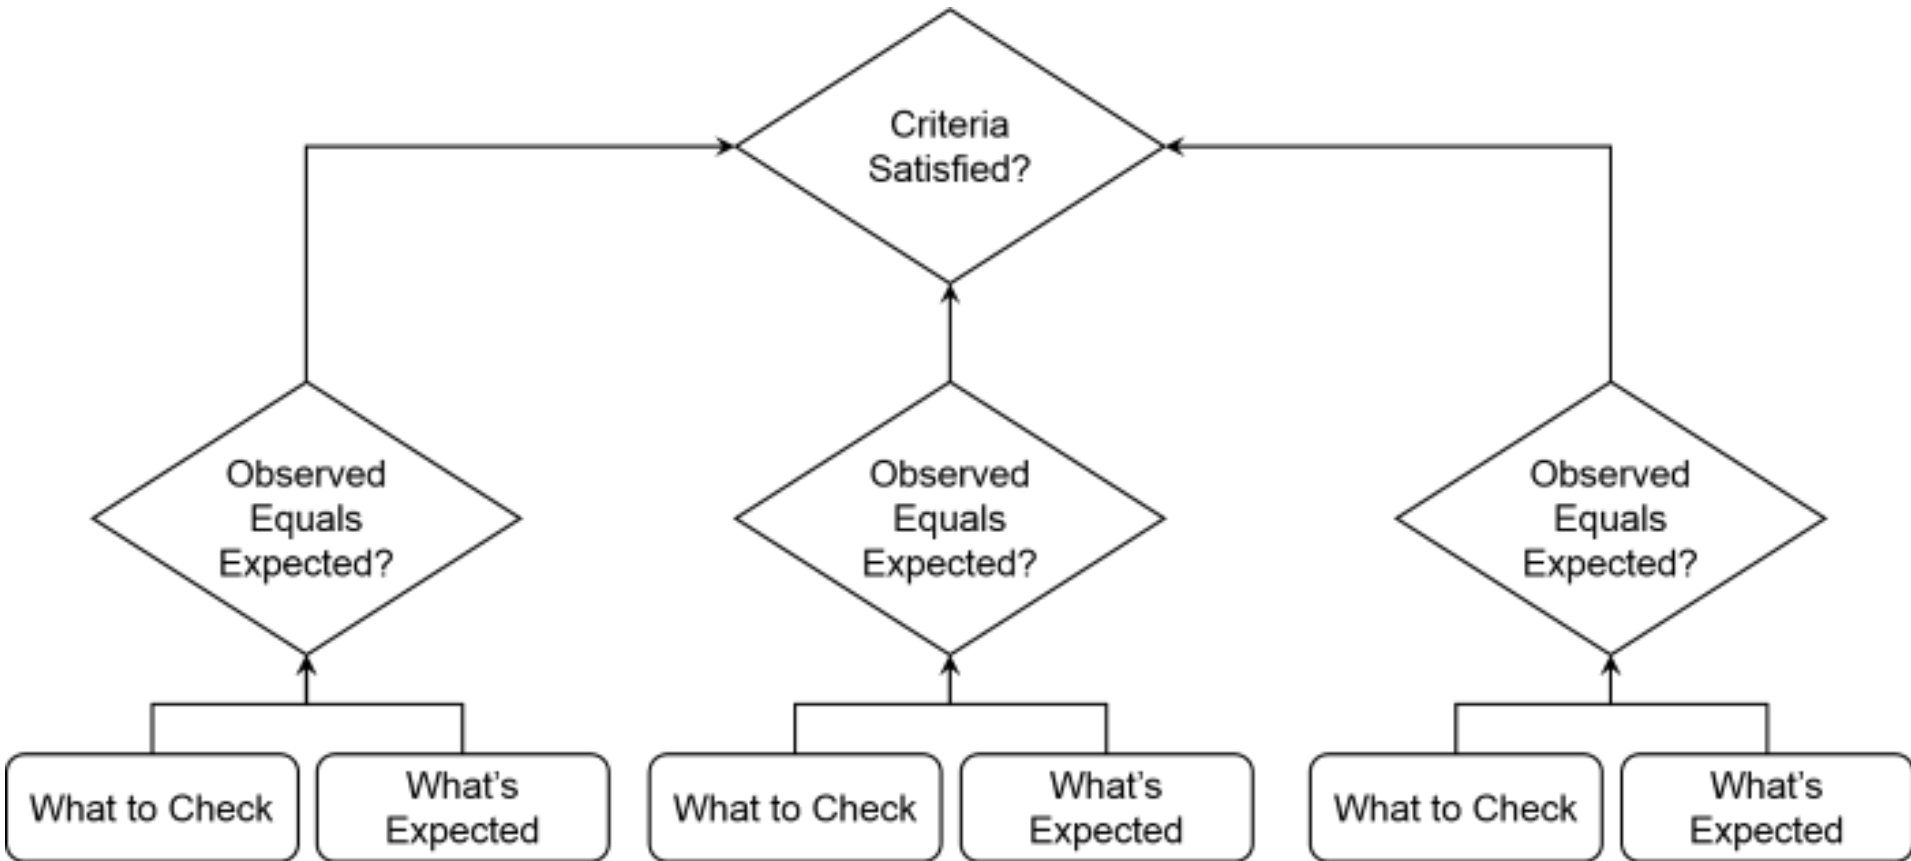 Criteria
Satisfied?
Observed
Equals
Expected?
Observed
Equals
Expected?
Observed
Equals
Expected?
What to Check
What’s
Expected
What to Check
What’s
Expected
What to Check
What’s
Expected